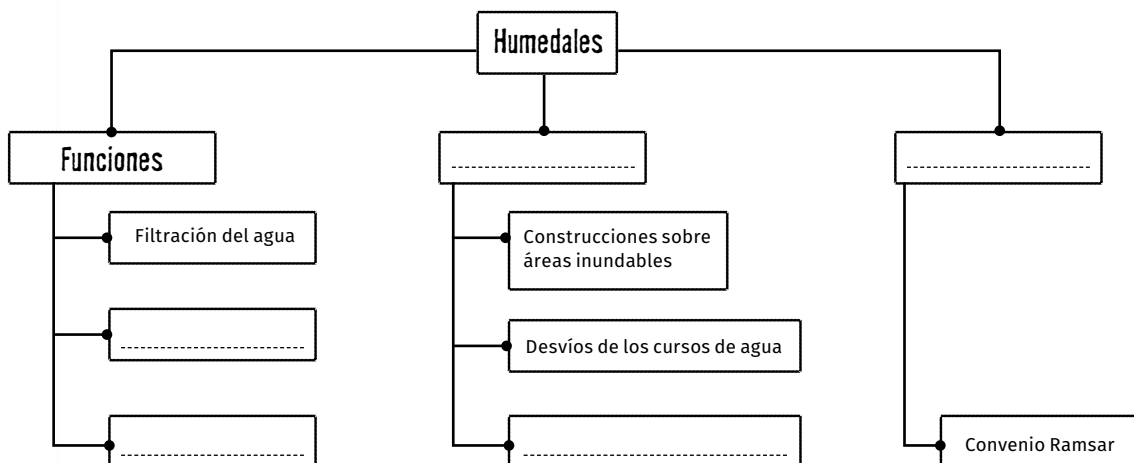 Humedales
Funciones
Filtración del agua
Construcciones sobre
áreas inundables
Desvíos de los cursos de agua
Convenio Ramsar